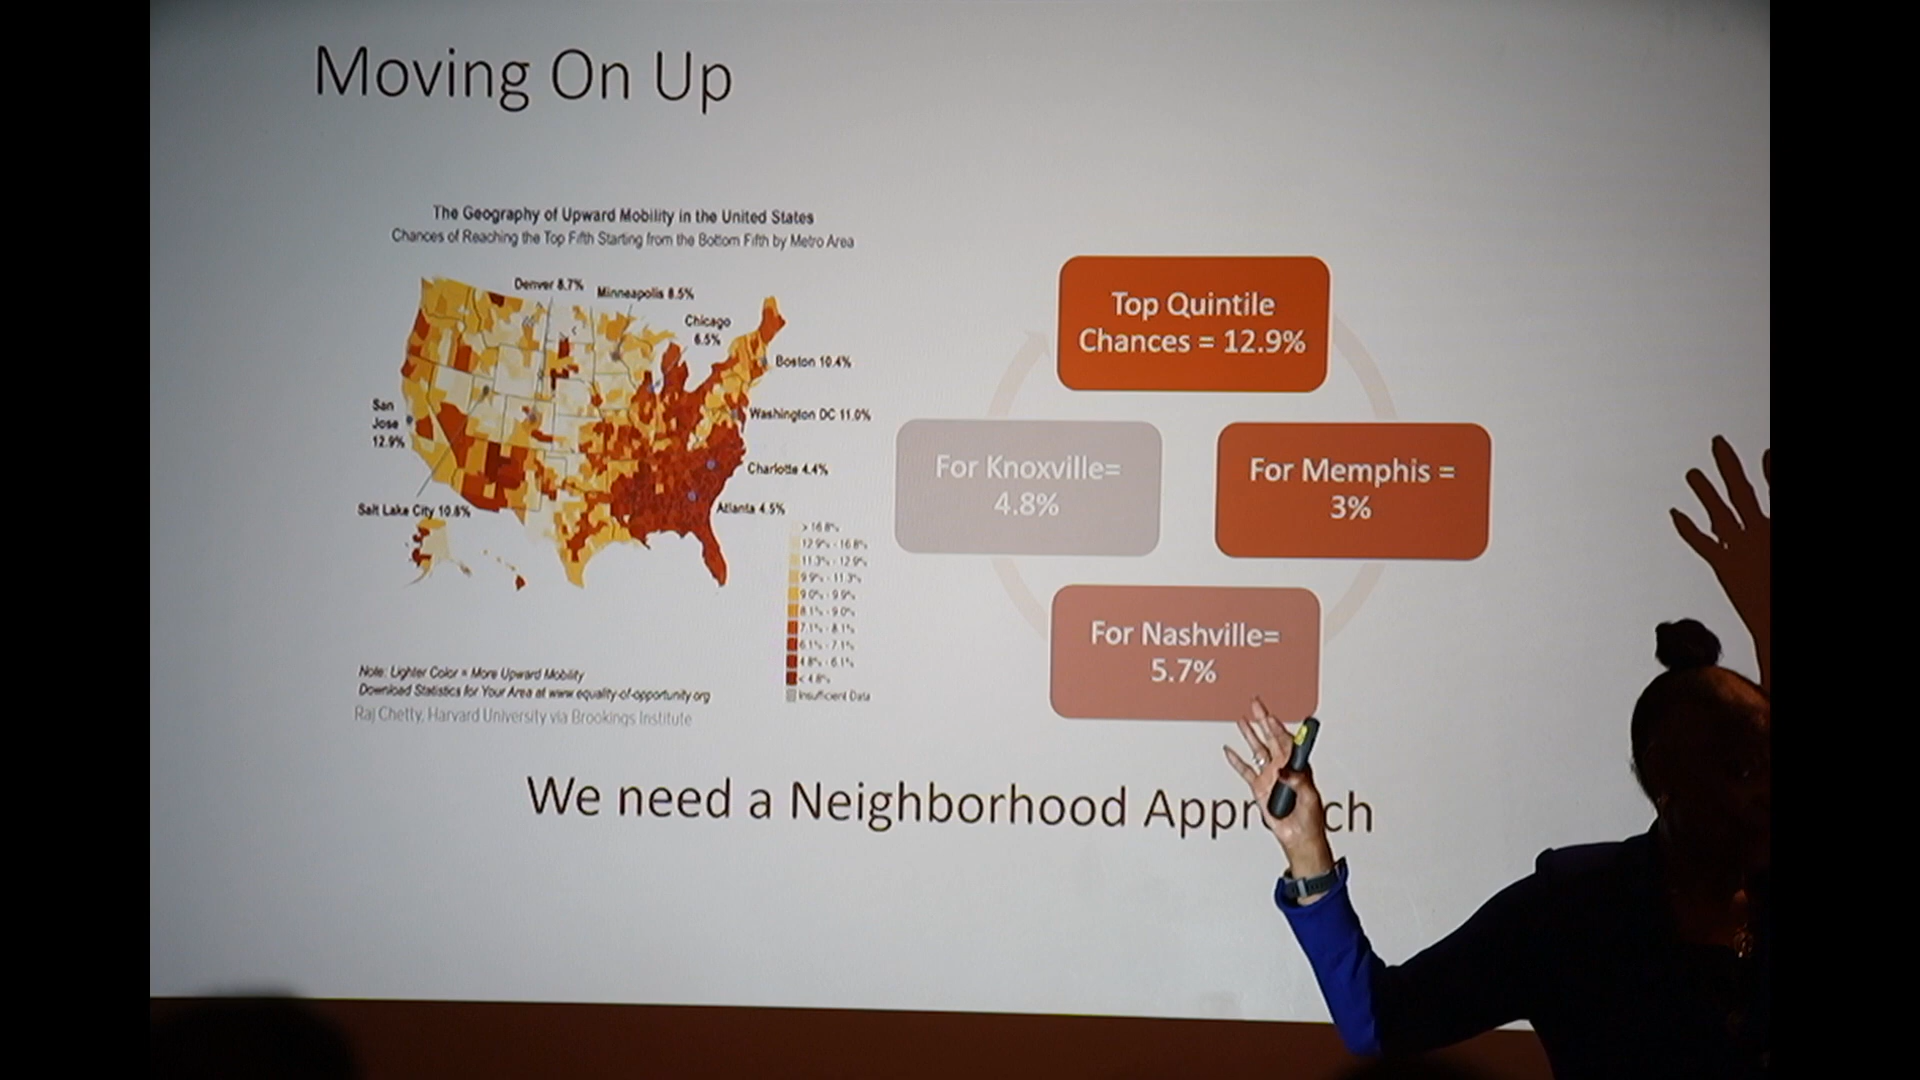 Moving On Up
The Geography of Upward Mobility in the United States
Chances of Reaching the Top Fifth Starting from the Bottom Fifth by Metro Area
Denver 8.7%
Minneapolis 8.5%
Chicago
6.5%
Boston 10.4%
San
Jose
12.9%
Washington DC 11.0%
Charlotte 4.4%
Atlanta 4.5%
Salt Lake City 10.8%
> 16.8%
12.9% - 16.8%
11.3% - 12.9%
9.9% - 11.3%
9.0% - 9.9%
8.1% - 9.0%
7.1% - 8.1%
6.1% - 7.1%
4.8% - 6.1%
< 4.8%
Insufficient Data
Note: Lighter Color = More Upward Mobility
Download Statistics for Your Area at www.equality-of-opportunity.org
Raj Chetty, Harvard University via Brookings Institute
Top Quintile
Chances = 12.9%
For Knoxville=
4.8%
For Memphis =
3%
For Nashville=
5.7%
We need a Neighborhood Appr ch